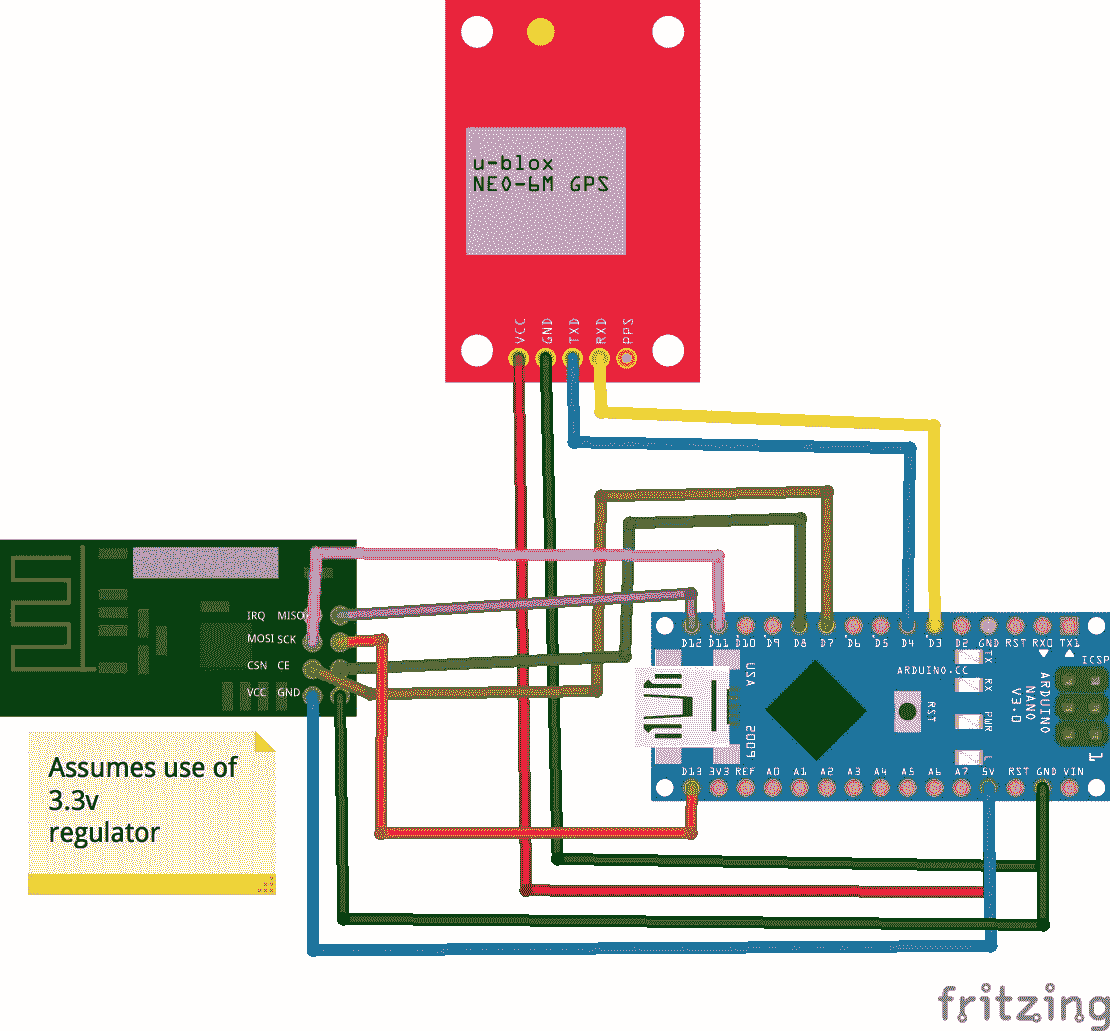 u-blox
NEO-6M GPS
VCC
GND
TXD
RXD
PPS
IRQ MISO
MOSI SCK
CSN CE
VCC GND
Assumes use of
3.3v
regulator
D12 D11 D10 D9 D8 D7 D6 D5 D4 D3 D2 GND RST RX0 TX1
USA
2009
ARDUINO.CC
RST
TX
RX
PWR
L
ARDUINO
NANO
V3.0
ICSP
1
D13 3V3 REF A0 A1 A2 A3 A4 A5 A6 A7 5V RST GND VIN
fritzing